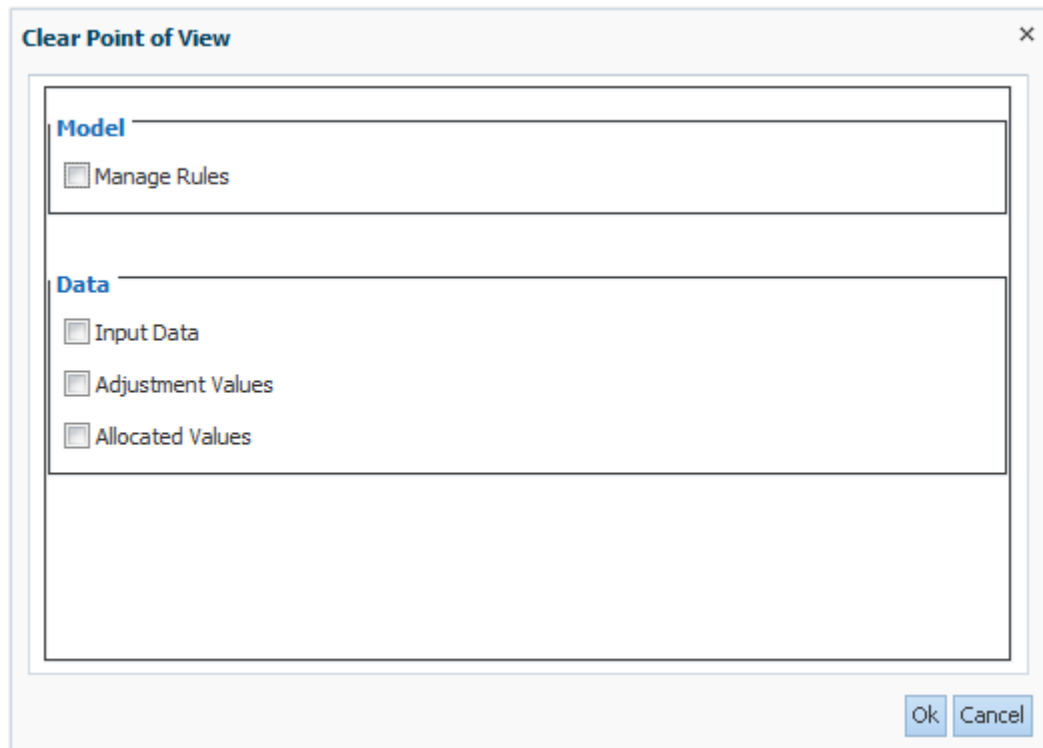 Clear Point of View
Model
Manage Rules
Data
Input Data
Adjustment Values
Allocated Values
Ok Cancel